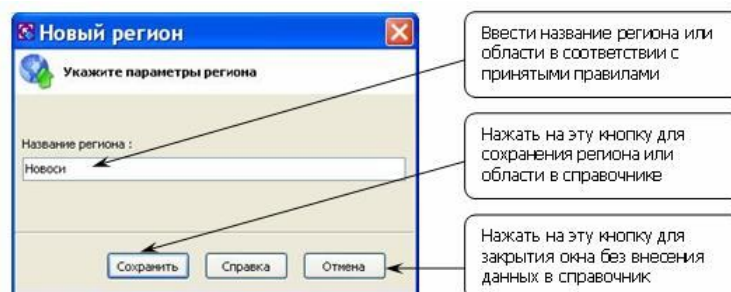 Новый регион
Укажите параметры региона
Название региона :
Новоси
Сохранить
Справка
Отмена
Ввести название региона или
области в соответствии с
принятыми правилами
Нажать на эту кнопку для
сохранения региона или
области в справочнике
Нажать на эту кнопку для
закрытия окна без внесения
данных в справочник